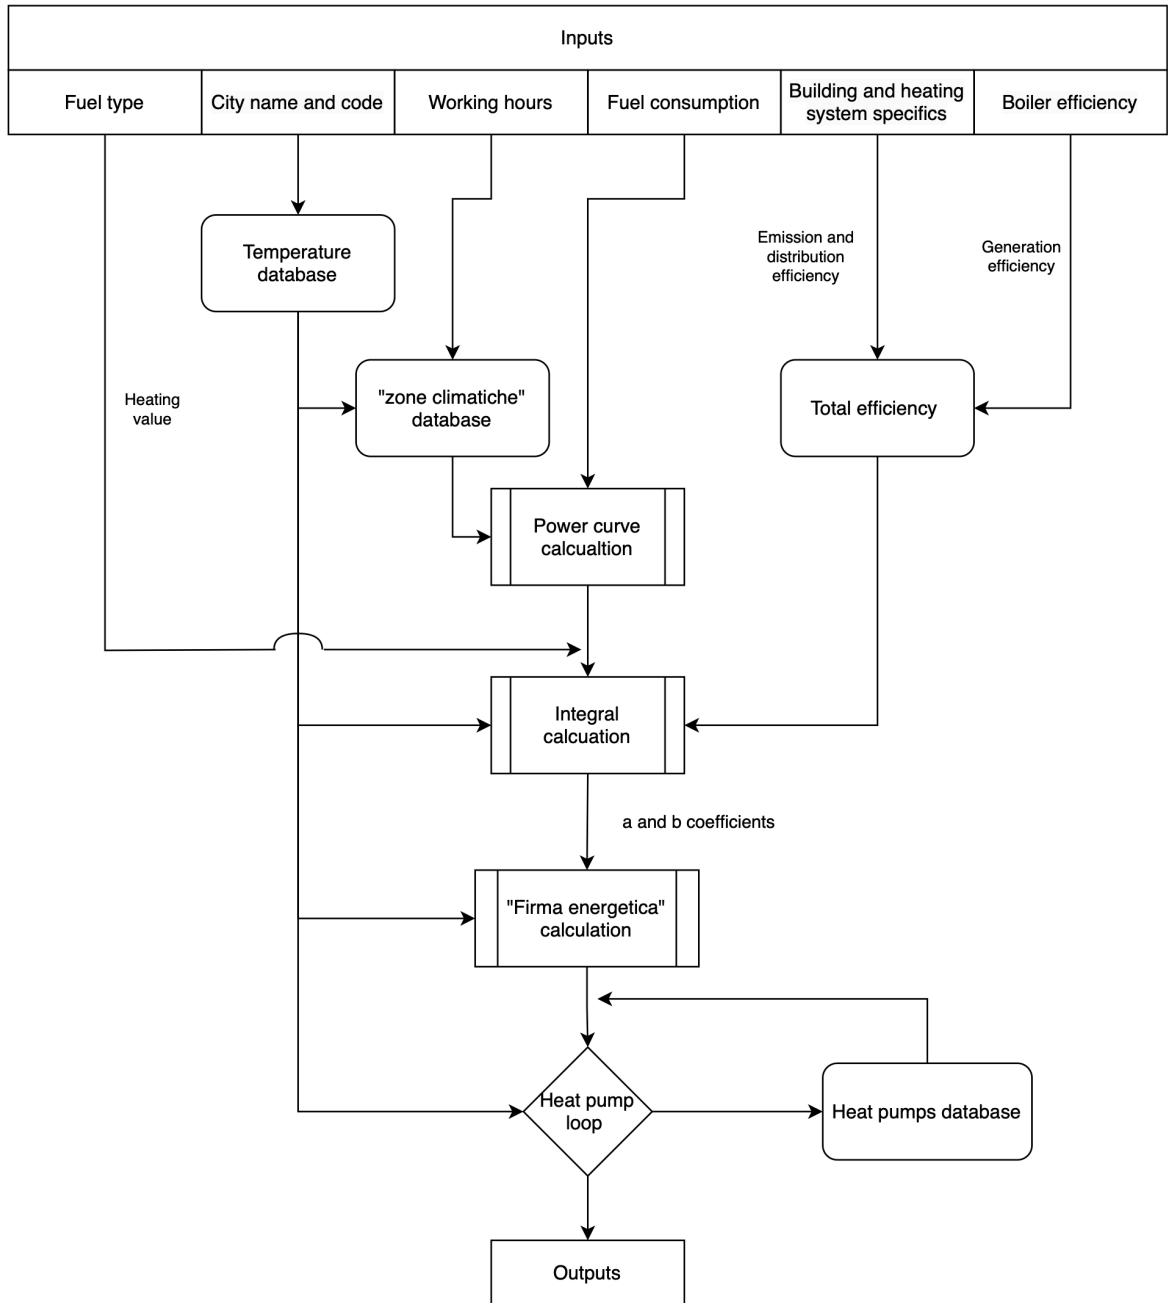 Inputs
Fuel type
City name and code
Working hours
Fuel consumption
Building and heating
system specifics
Boiler efficiency
Emission and
distribution
efficiency
Generation
efficiency
Temperature
database
Heating
value
"zone climatiche"
database
Total efficiency
Power curve
calcualtion
Integral
calcuation
a and b coefficients
"Firma energetica"
calculation
Heat pump
loop
Heat pumps database
Outputs